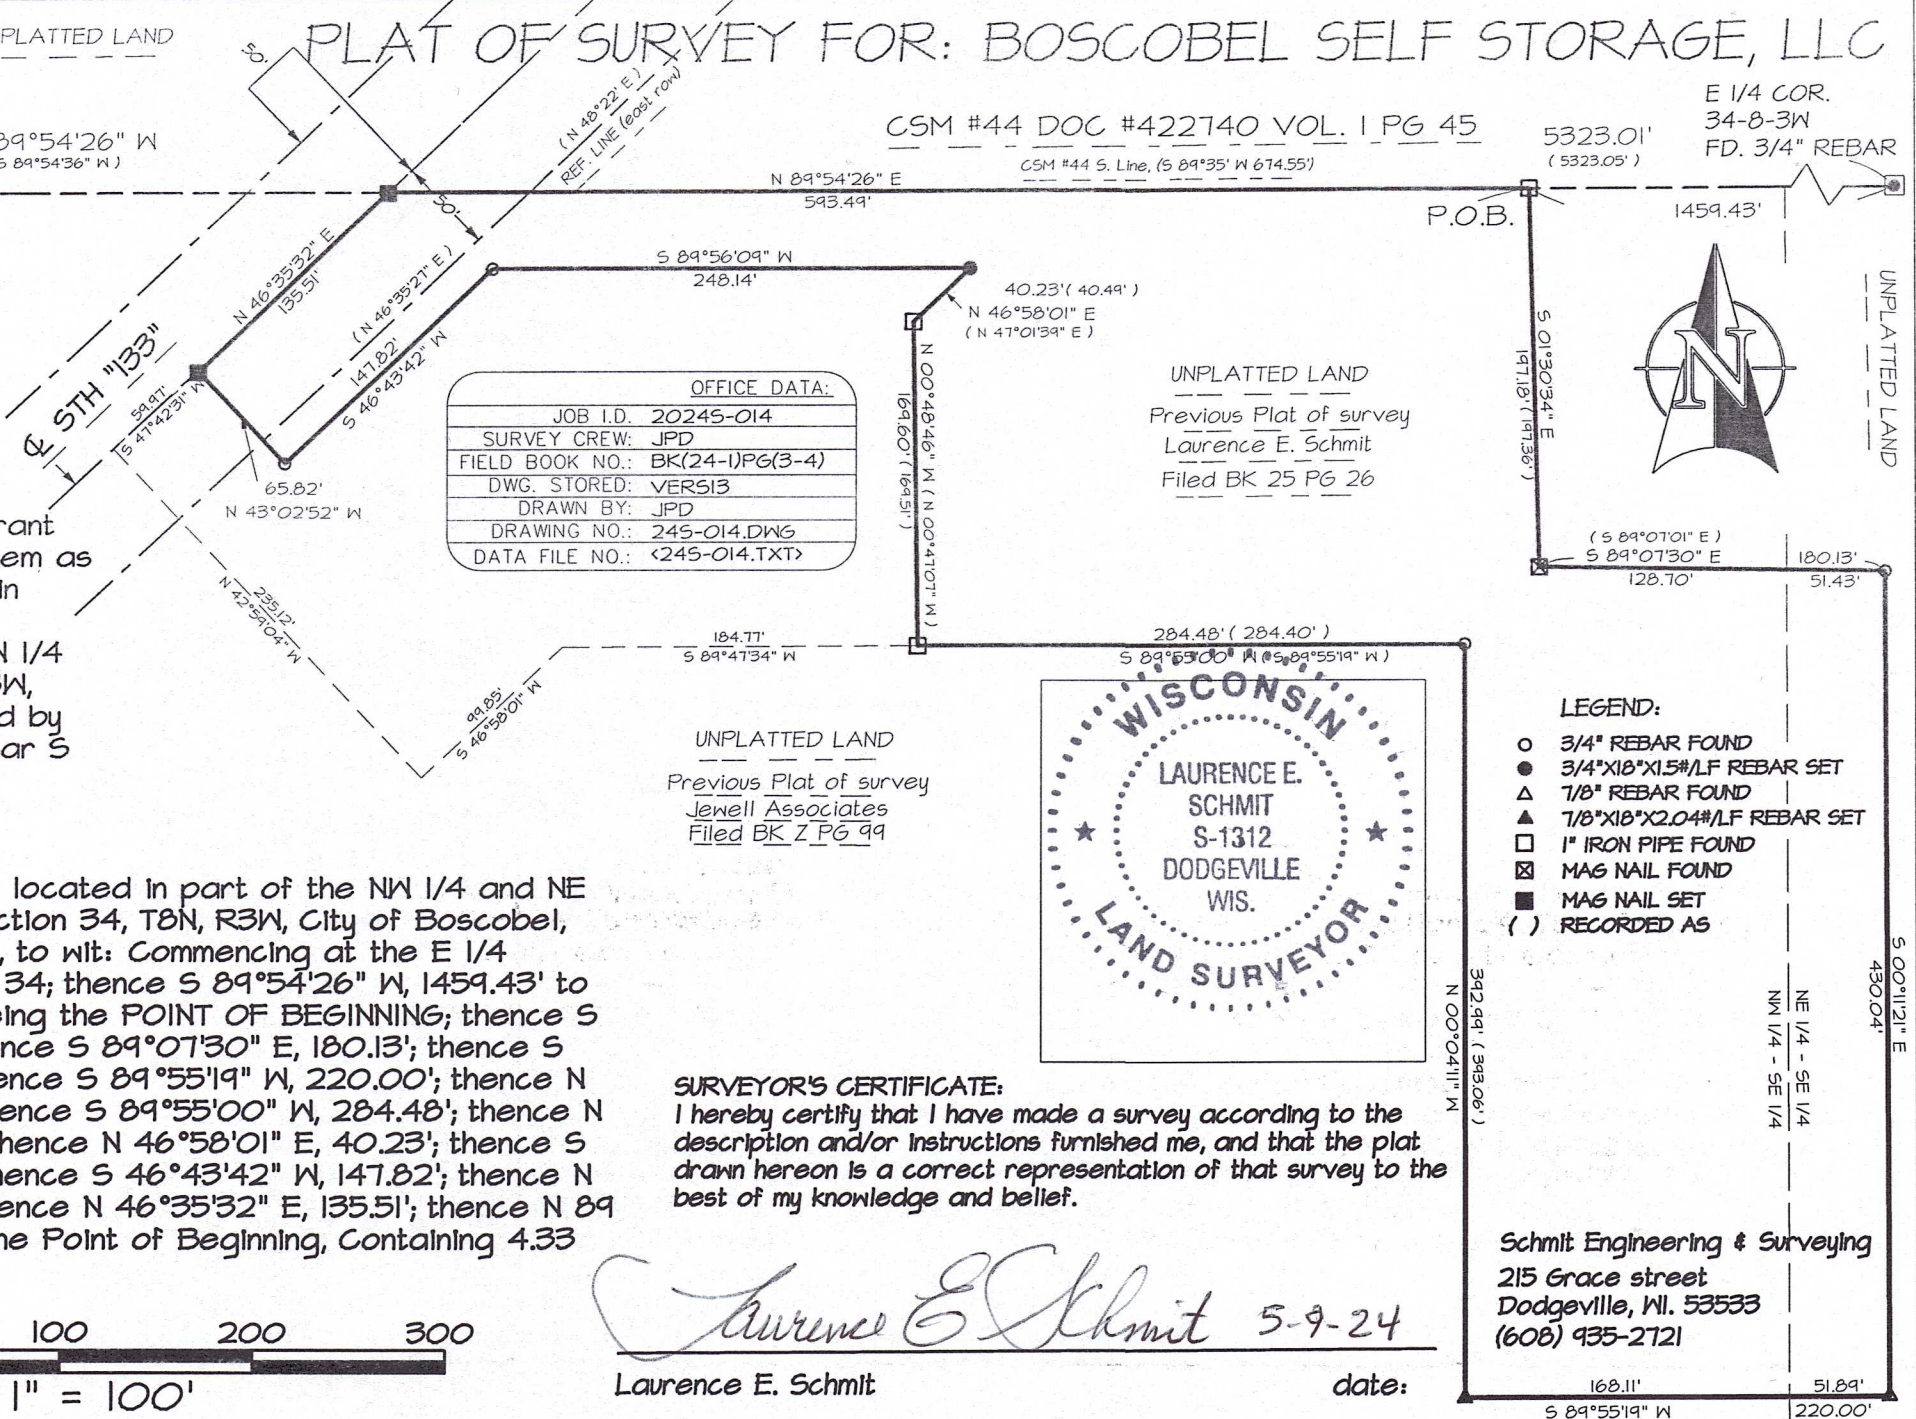 PLAT OF SURVEY FOR: BOSCOBEL SELF STORAGE, LLC
PLATTED LAND
50'
( N 48°22' E )
REF. LINE (east row)
CSM #44 DOC #422740 VOL. 1 PG 45
CSM #44 S. Line, (S 89°35' W 674.55')
5323.01'
( 5323.05' )
E 1/4 COR.
34-8-3W
FD. 3/4" REBAR
89°54'26" W
S 89°54'36" W )
N 89°54'26" E
593.49'
P.O.B.
1459.43'
50'
N 46°35'32" E
135.51'
( N 46°35'27" E )
147.82'
S 46°43'42" W
S 89°56'09" W
248.14'
40.23' ( 40.49' )
N 46°58'01" E
( N 47°01'39" E )
℄ STH "133"
59.97'
S 47°42'31" W
65.82'
N 43°02'52" W
OFFICE DATA:
JOB I.D. 2024S-014
SURVEY CREW: JPD
FIELD BOOK NO.: BK(24-1)PG(3-4)
DWG. STORED: VERS13
DRAWN BY: JPD
DRAWING NO.: 24S-014.DWG
DATA FILE NO.: <24S-014.TXT>
N 00°48'46" W ( N 00°47'07" W )
169.60' ( 169.51' )
UNPLATTED LAND
Previous Plat of survey
Laurence E. Schmit
Filed BK 25 PG 26
S 01°30'34" E
197.18' ( 197.36' )
N
UNPLATTED LAND
( S 89°07'01" E )
S 89°07'30" E
128.70'
180.13'
51.43'
rant
em as
in
N 1/4
3W,
d by
ar S
235.12'
N 42°59'04" W
99.85'
S 46°58'01" W
184.77'
S 89°47'34" W
284.48' ( 284.40' )
S 89°55'00" W ( S 89°55'19" W )
UNPLATTED LAND
Previous Plat of survey
Jewell Associates
Filed BK Z PG 99
WISCONSIN
LAURENCE E.
SCHMIT
S-1312
DODGEVILLE
WIS.
LAND SURVEYOR
LEGEND:
3/4" REBAR FOUND
3/4"X18"X1.5#/LF REBAR SET
7/8" REBAR FOUND
7/8"X18"X2.04#/LF REBAR SET
1" IRON PIPE FOUND
MAG NAIL FOUND
MAG NAIL SET
( ) RECORDED AS
392.99' ( 393.06' )
N 00°04'11" W
NE 1/4 - SE 1/4
NW 1/4 - SE 1/4
S 00°11'21" E
430.04'
located in part of the NW 1/4 and NE
ction 34, T8N, R3W, City of Boscobel,
, to wit: Commencing at the E 1/4
34; thence S 89°54'26" W, 1459.43' to
ing the POINT OF BEGINNING; thence S
nce S 89°07'30" E, 180.13'; thence S
ence S 89°55'19" W, 220.00'; thence N
ence S 89°55'00" W, 284.48'; thence N
hence N 46°58'01" E, 40.23'; thence S
hence S 46°43'42" W, 147.82'; thence N
ence N 46°35'32" E, 135.51'; thence N 89
he Point of Beginning, Containing 4.33
SURVEYOR'S CERTIFICATE:
I hereby certify that I have made a survey according to the
description and/or instructions furnished me, and that the plat
drawn hereon is a correct representation of that survey to the
best of my knowledge and belief.
Laurence E Schmit 5-9-24
Laurence E. Schmit date:
Schmit Engineering & Surveying
215 Grace street
Dodgeville, WI. 53533
(608) 935-2721
100 200 300
1" = 100'
168.11'
51.89'
S 89°55'19" W
220.00'